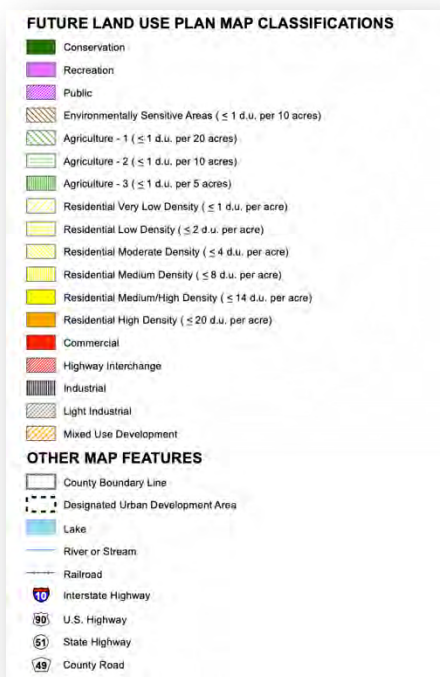 FUTURE LAND USE PLAN MAP CLASSIFICATIONS
Conservation
Recreation
Public
Environmentally Sensitive Areas ( ≤ 1 d.u. per 10 acres)
Agriculture - 1 ( ≤ 1 d.u. per 20 acres)
Agriculture - 2 ( ≤ 1 d.u. per 10 acres)
Agriculture - 3 ( ≤ 1 d.u. per 5 acres)
Residential Very Low Density ( ≤ 1 d.u. per acre)
Residential Low Density ( ≤ 2 d.u. per acre)
Residential Moderate Density ( ≤ 4 d.u. per acre)
Residential Medium Density ( ≤ 8 d.u. per acre)
Residential Medium/High Density ( ≤ 14 d.u. per acre)
Residential High Density ( ≤ 20 d.u. per acre)
Commercial
Highway Interchange
Industrial
Light Industrial
Mixed Use Development
OTHER MAP FEATURES
County Boundary Line
Designated Urban Development Area
Lake
River or Stream
Railroad
10 Interstate Highway
90 U.S. Highway
51 State Highway
49 County Road